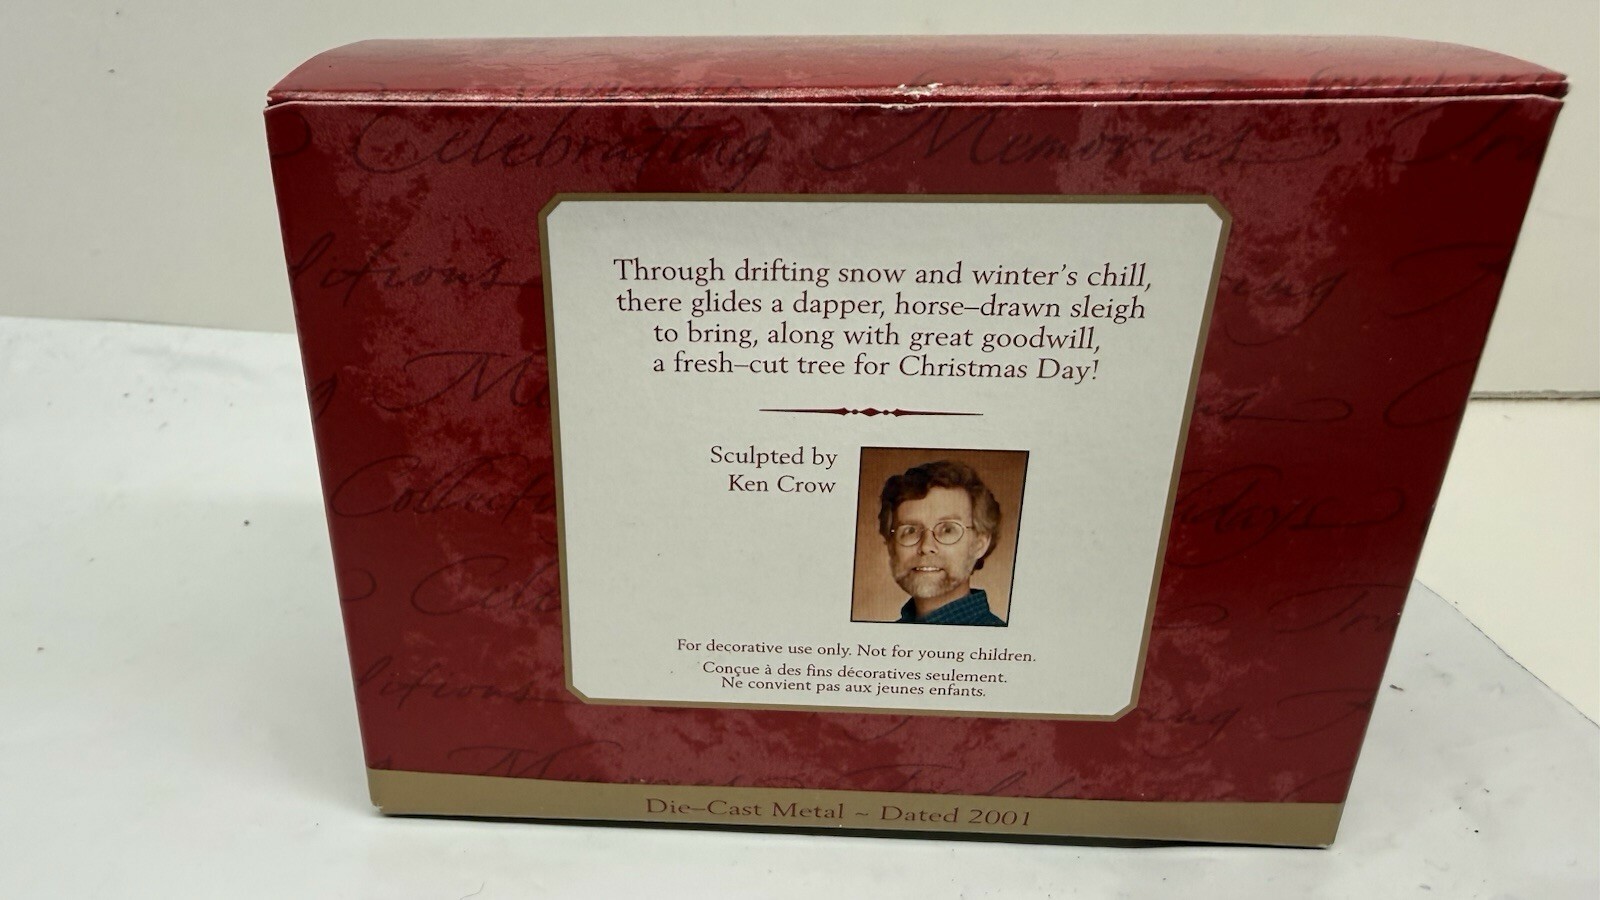 Celebrating Memories
Through drifting snow and winter's chill,
there glides a dapper, horse–drawn sleigh
to bring, along with great goodwill,
a fresh–cut tree for Christmas Day!
Sculpted by
Ken Crow
For decorative use only. Not for young children.
Conçue à des fins décoratives seulement.
Ne convient pas aux jeunes enfants.
Die–Cast Metal ~ Dated 2001